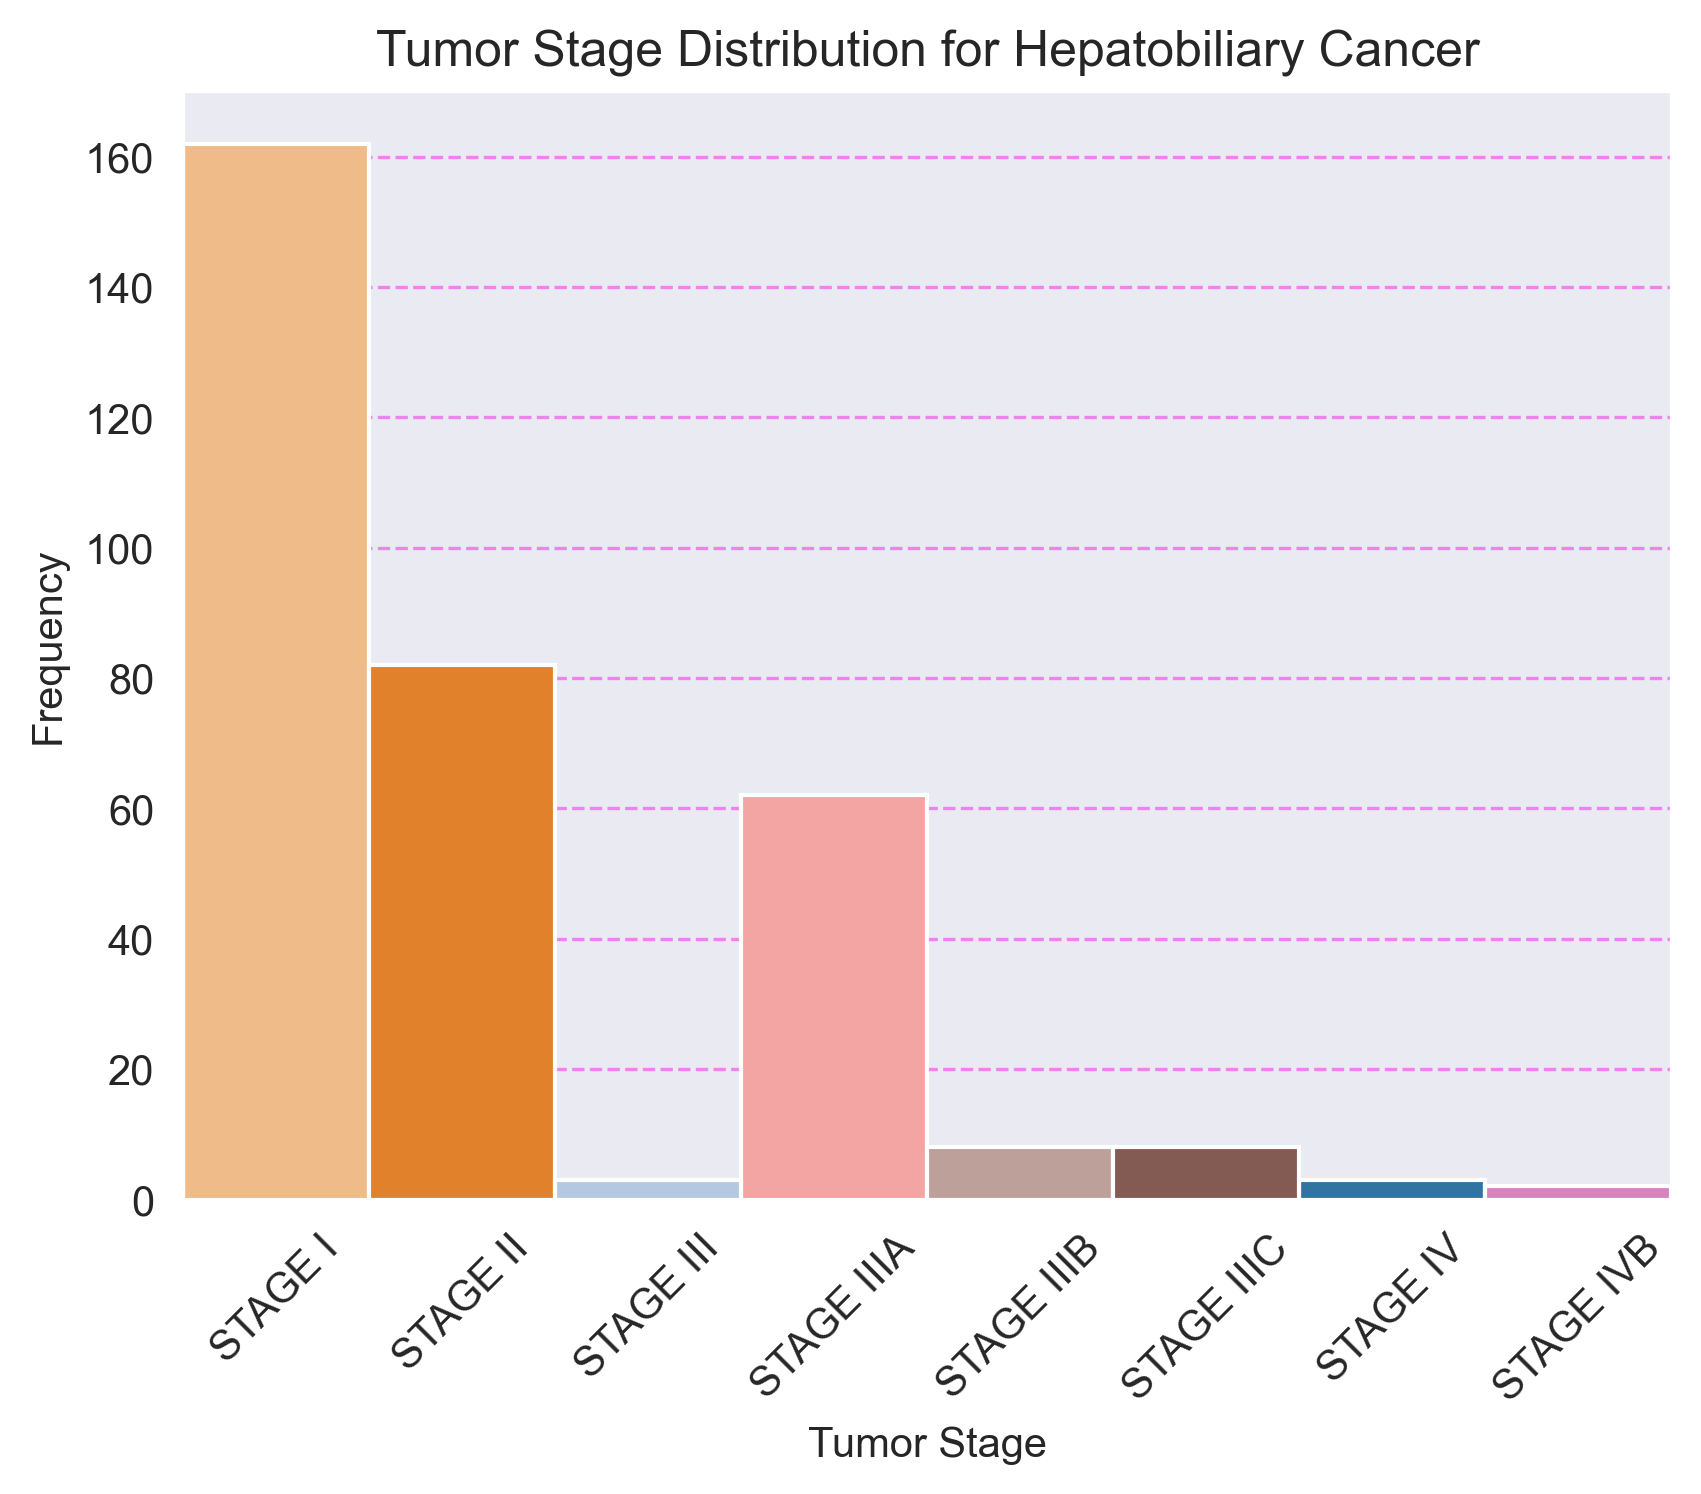 Tumor Stage Distribution for Hepatobiliary Cancer
Frequency
160
140
120
100
80
60
40
20
0
STAGE I
STAGE II
STAGE III
STAGE IIIA
STAGE IIIB
STAGE IIIC
STAGE IV
STAGE IVB
Tumor Stage